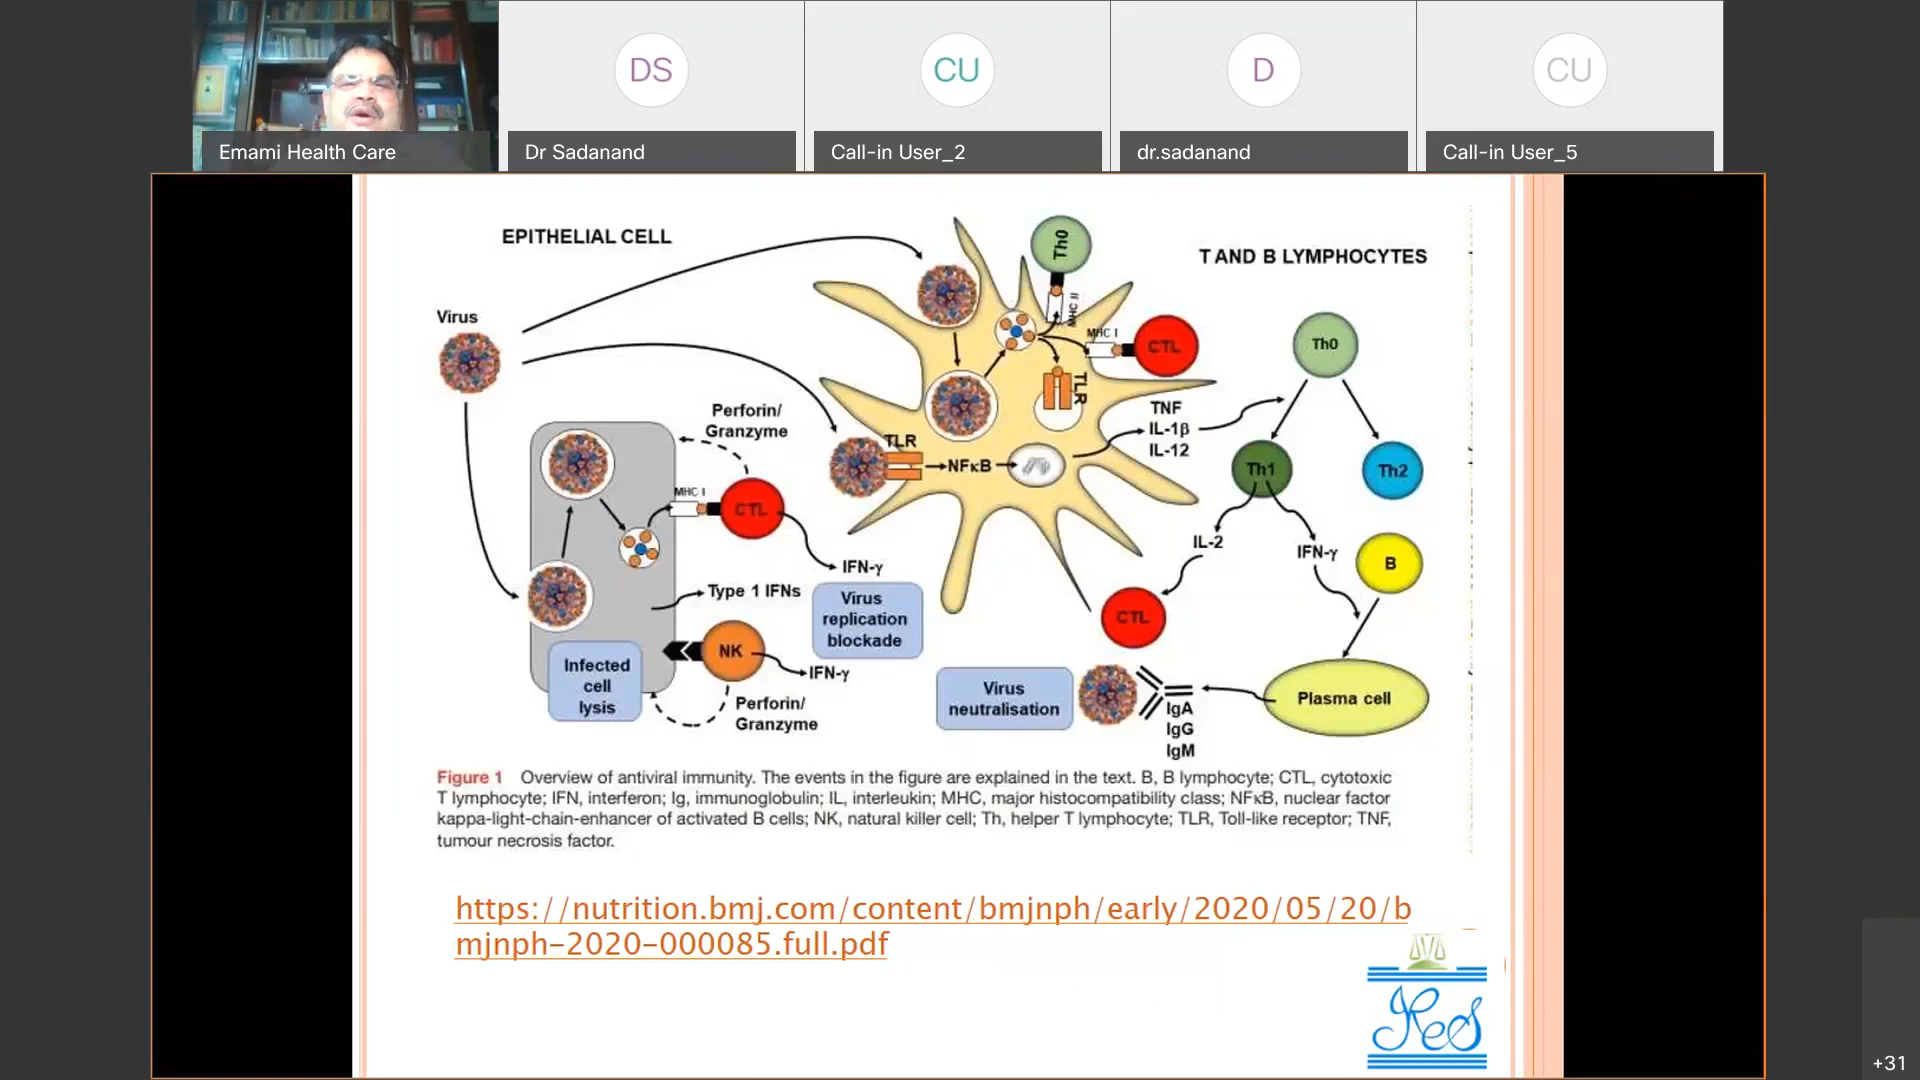 DS
CU
D
CU
Emami Health Care
Dr Sadanand
Call-in User_2
dr.sadanand
Call-in User_5
EPITHELIAL CELL
T AND B LYMPHOCYTES
Virus
Th0
MHC II
MHC I
CTL
TLR
Th0
Perforin/
Granzyme
TLR
NFκB
TNF
IL-1β
IL-12
Th1
Th2
MHC I
CTL
IFN-γ
IL-2
IFN-γ
B
Type 1 IFNs
Virus
replication
blockade
CTL
NK
IFN-γ
Infected
cell
lysis
Perforin/
Granzyme
Virus
neutralisation
IgA
IgG
IgM
Plasma cell
Figure 1 Overview of antiviral immunity. The events in the figure are explained in the text. B, B lymphocyte; CTL, cytotoxic
T lymphocyte; IFN, interferon; Ig, immunoglobulin; IL, interleukin; MHC, major histocompatibility class; NFκB, nuclear factor
kappa-light-chain-enhancer of activated B cells; NK, natural killer cell; Th, helper T lymphocyte; TLR, Toll-like receptor; TNF,
tumour necrosis factor.
https://nutrition.bmj.com/content/bmjnph/early/2020/05/20/b
mjnph-2020-000085.full.pdf
+31